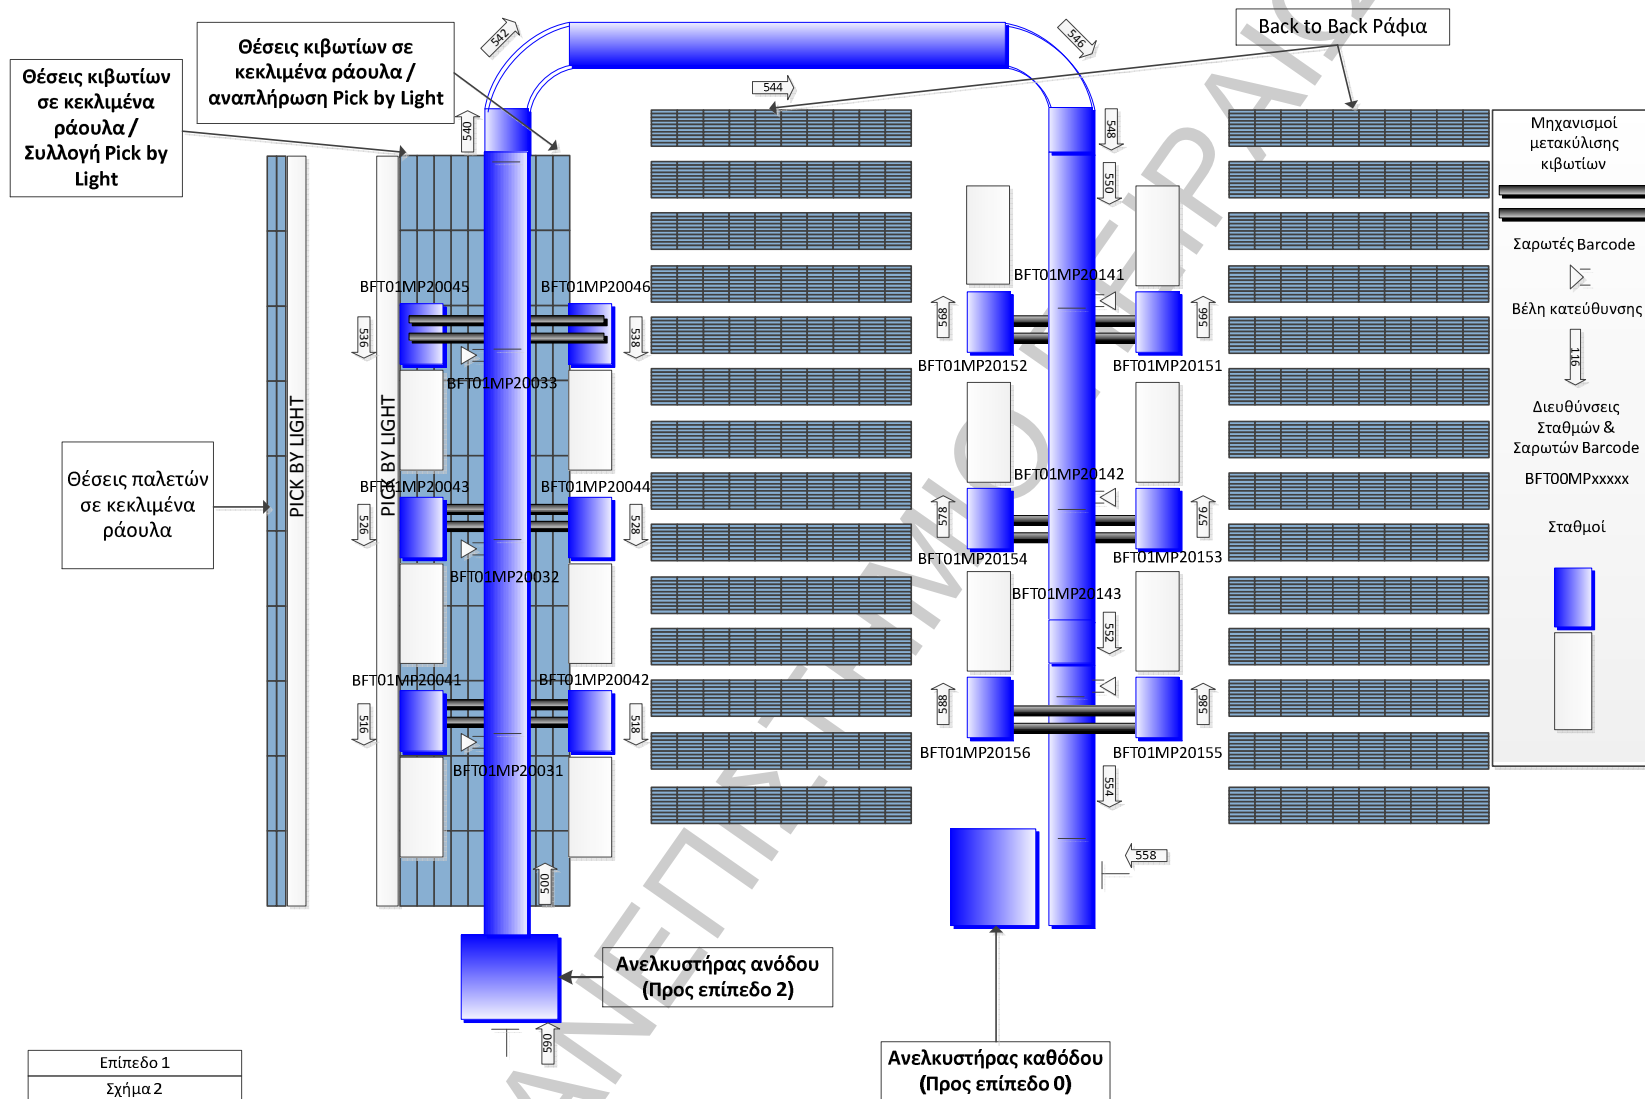 Θέσεις κιβωτίων
σε κεκλιμένα
ράουλα /
Συλλογή Pick by
Light
Θέσεις κιβωτίων σε
κεκλιμένα ράουλα /
αναπλήρωση Pick by Light
Back to Back Ράφια
542
546
544
540
548
550
Μηχανισμοί
μετακύλισης
κιβωτίων
Σαρωτές Barcode
Βέλη κατεύθυνσης
116
Διευθύνσεις
Σταθμών &
Σαρωτών Barcode
BFT00MPxxxxx
Σταθμοί
BFT01MP20045
BFT01MP20046
BFT01MP20141
536
538
568
566
BFT01MP20033
BFT01MP20152
BFT01MP20151
PICK BY LIGHT
PICK BY LIGHT
Θέσεις παλετών
σε κεκλιμένα
ράουλα
BFT01MP20043
BFT01MP20044
BFT01MP20142
526
528
578
576
BFT01MP20032
BFT01MP20154
BFT01MP20153
BFT01MP20143
552
BFT01MP20041
BFT01MP20042
516
518
588
586
BFT01MP20031
BFT01MP20156
BFT01MP20155
554
558
500
Ανελκυστήρας ανόδου
(Προς επίπεδο 2)
590
Ανελκυστήρας καθόδου
(Προς επίπεδο 0)
Επίπεδο 1
Σχήμα 2